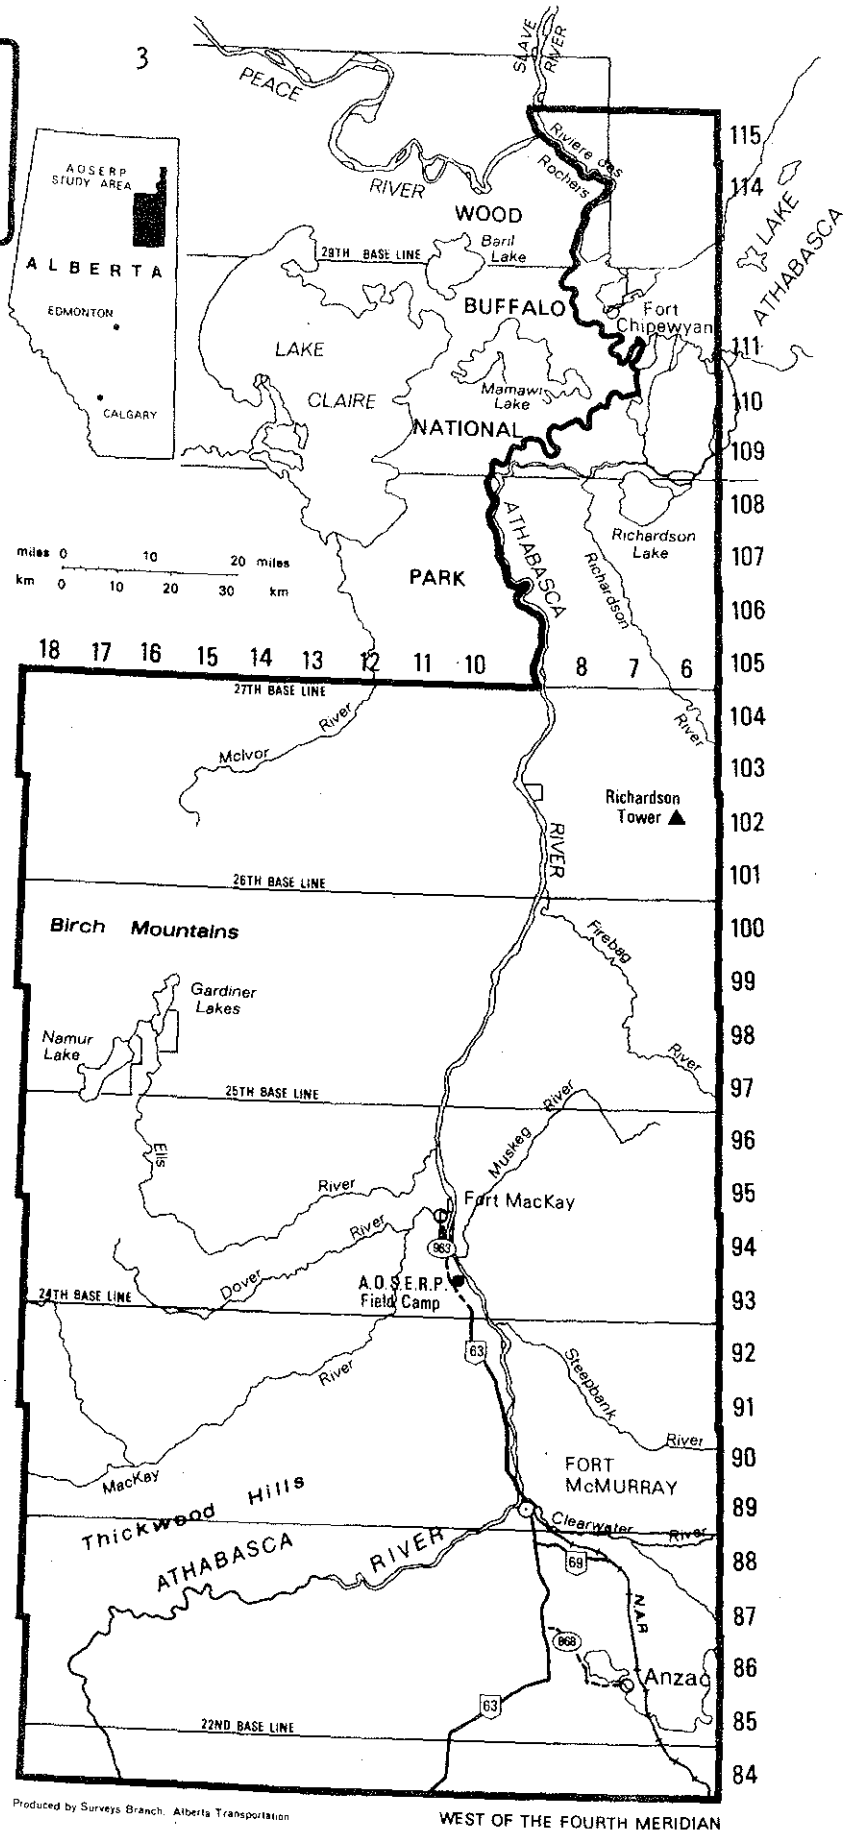 3
SLAVE
RIVER
PEACE
RIVER
Riviere des
Rochers
115
114
AOSERP
STUDY AREA
ALBERTA
EDMONTON
CALGARY
WOOD
Baril
Lake
28TH BASE LINE
LAKE
ATHABASCA
BUFFALO
Fort
Chipewyan
111
LAKE
CLAIRE
Mamawi
Lake
110
NATIONAL
109
108
ATHABASCA
Richardson
Lake
107
miles 0 10 20 miles
km 0 10 20 30 km
PARK
Richardson
River
106
18 17 16 15 14 13 12 11 10 8 7 6
105
27TH BASE LINE
104
McIvor
River
103
Richardson
Tower
102
RIVER
101
26TH BASE LINE
Birch Mountains
100
Firebag
River
99
Gardiner
Lakes
98
Namur
Lake
97
25TH BASE LINE
Muskeg
River
96
Ells
River
95
Fort MacKay
Dover
River
963
94
A.O.S.E.R.P.
Field Camp
93
24TH BASE LINE
63
92
River
Steepbank
River
91
90
MacKay
FORT
McMURRAY
Thickwood Hills
89
Clearwater
River
ATHABASCA
RIVER
69
88
N.A.R
87
868
Anzac
86
63
85
22ND BASE LINE
84
Produced by Surveys Branch. Alberta Transportation
WEST OF THE FOURTH MERIDIAN